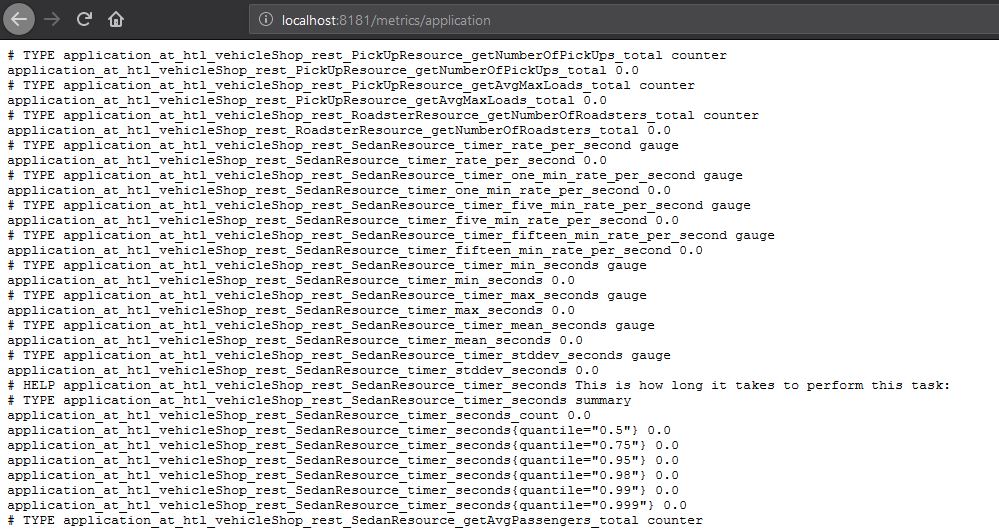 localhost:8181/metrics/application
# TYPE application_at_htl_vehicleShop_rest_PickUpResource_getNumberOfPickUps_total counter
application_at_htl_vehicleShop_rest_PickUpResource_getNumberOfPickUps_total 0.0
# TYPE application_at_htl_vehicleShop_rest_PickUpResource_getAvgMaxLoads_total counter
application_at_htl_vehicleShop_rest_PickUpResource_getAvgMaxLoads_total 0.0
# TYPE application_at_htl_vehicleShop_rest_RoadsterResource_getNumberOfRoadsters_total counter
application_at_htl_vehicleShop_rest_RoadsterResource_getNumberOfRoadsters_total 0.0
# TYPE application_at_htl_vehicleShop_rest_SedanResource_timer_rate_per_second gauge
application_at_htl_vehicleShop_rest_SedanResource_timer_rate_per_second 0.0
# TYPE application_at_htl_vehicleShop_rest_SedanResource_timer_one_min_rate_per_second gauge
application_at_htl_vehicleShop_rest_SedanResource_timer_one_min_rate_per_second 0.0
# TYPE application_at_htl_vehicleShop_rest_SedanResource_timer_five_min_rate_per_second gauge
application_at_htl_vehicleShop_rest_SedanResource_timer_five_min_rate_per_second 0.0
# TYPE application_at_htl_vehicleShop_rest_SedanResource_timer_fifteen_min_rate_per_second gauge
application_at_htl_vehicleShop_rest_SedanResource_timer_fifteen_min_rate_per_second 0.0
# TYPE application_at_htl_vehicleShop_rest_SedanResource_timer_min_seconds gauge
application_at_htl_vehicleShop_rest_SedanResource_timer_min_seconds 0.0
# TYPE application_at_htl_vehicleShop_rest_SedanResource_timer_max_seconds gauge
application_at_htl_vehicleShop_rest_SedanResource_timer_max_seconds 0.0
# TYPE application_at_htl_vehicleShop_rest_SedanResource_timer_mean_seconds gauge
application_at_htl_vehicleShop_rest_SedanResource_timer_mean_seconds 0.0
# TYPE application_at_htl_vehicleShop_rest_SedanResource_timer_stddev_seconds gauge
application_at_htl_vehicleShop_rest_SedanResource_timer_stddev_seconds 0.0
# HELP application_at_htl_vehicleShop_rest_SedanResource_timer_seconds This is how long it takes to perform this task:
# TYPE application_at_htl_vehicleShop_rest_SedanResource_timer_seconds summary
application_at_htl_vehicleShop_rest_SedanResource_timer_seconds_count 0.0
application_at_htl_vehicleShop_rest_SedanResource_timer_seconds{quantile="0.5"} 0.0
application_at_htl_vehicleShop_rest_SedanResource_timer_seconds{quantile="0.75"} 0.0
application_at_htl_vehicleShop_rest_SedanResource_timer_seconds{quantile="0.95"} 0.0
application_at_htl_vehicleShop_rest_SedanResource_timer_seconds{quantile="0.98"} 0.0
application_at_htl_vehicleShop_rest_SedanResource_timer_seconds{quantile="0.99"} 0.0
application_at_htl_vehicleShop_rest_SedanResource_timer_seconds{quantile="0.999"} 0.0
# TYPE application_at_htl_vehicleShop_rest_SedanResource_getAvgPassengers_total counter